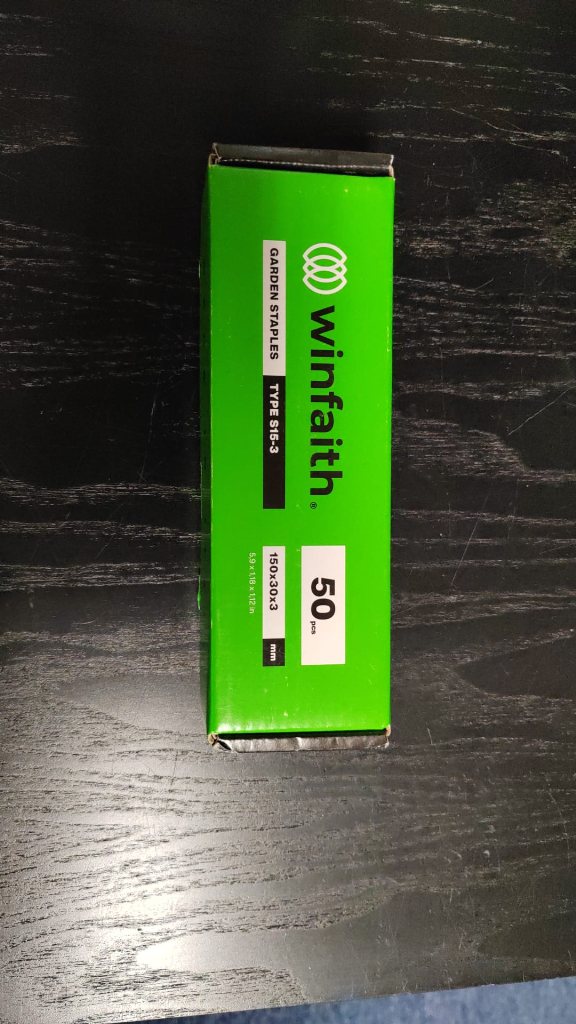 winfaith®
GARDEN STAPLES TYPE S15-3
50 pcs
150x30x3 mm
5,9 x 1,18 x 1,12 in